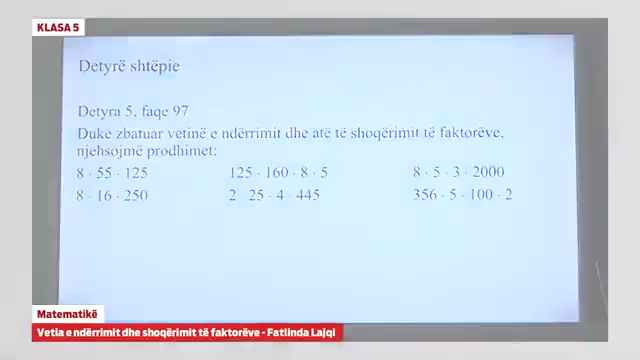 KLASA 5
Detyrë shtëpie
Detyra 5, faqe 97
Duke zbatuar vetinë e ndërrimit dhe atë të shoqërimit të faktorëve,
njehsojmë prodhimet:
8 · 55 · 125 125 · 160 · 8 · 5 8 · 5 · 3 · 2000
8 · 16 · 250 2 25 · 4 · 445 356 · 5 · 100 · 2
Matematikë
Vetia e ndërrimit dhe shoqërimit të faktorëve - Fatlinda Lajqi